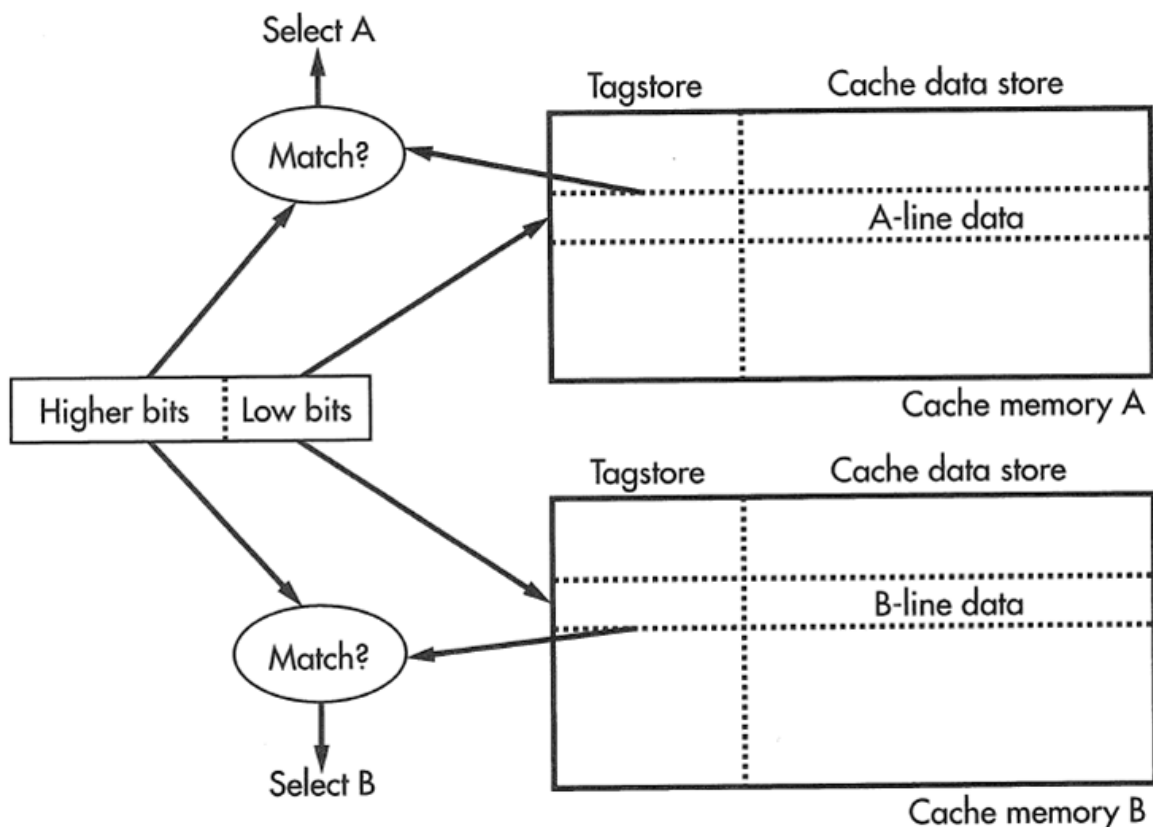 Select A
Tagstore
Cache data store
Match?
A-line data
Higher bits
Low bits
Cache memory A
Tagstore
Cache data store
B-line data
Match?
Select B
Cache memory B